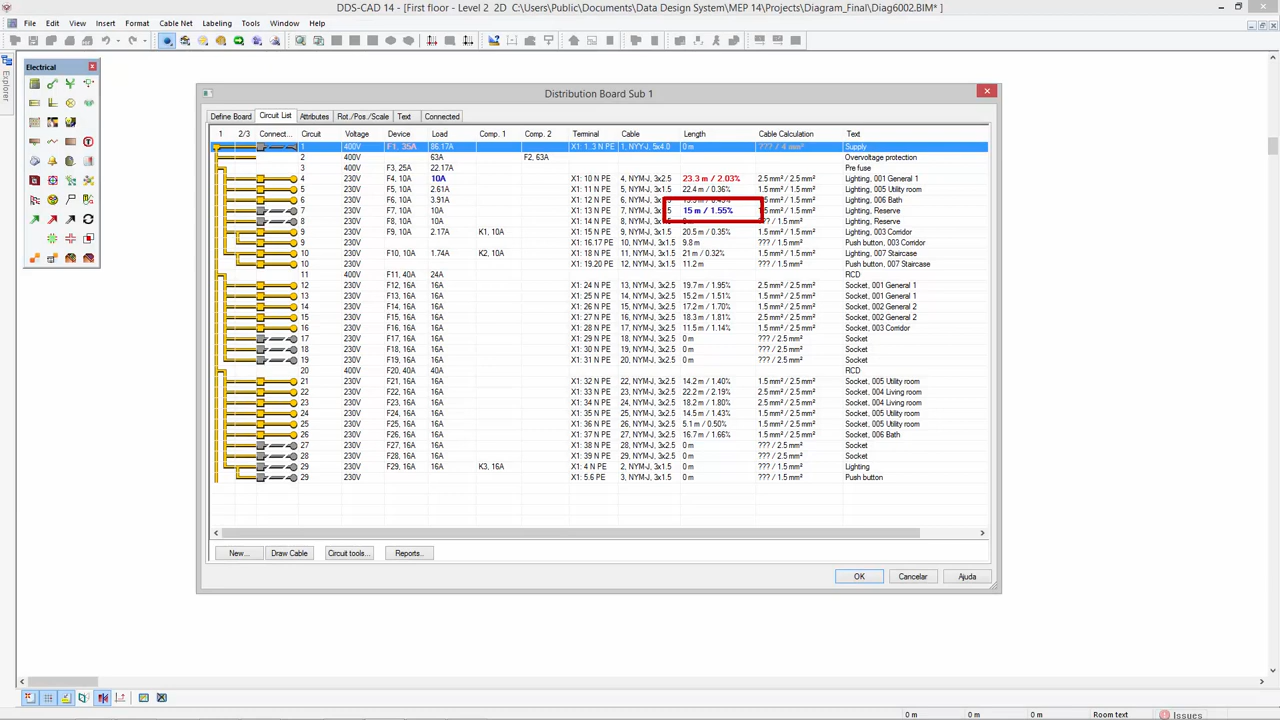 DDS-CAD 14 - [First floor - Level 2  2D  C:\Users\Public\Documents\Data Design System\MEP 14\Projects\Diagram_Final\Diag6002.BIM* ]
File Edit View Insert Format Cable Net Labeling Tools Window Help
Explorer
Electrical
Distribution Board Sub 1
Define Board Circuit List Attributes Rot./Pos./Scale Text Connected
1 2/3 Connect... Circuit Voltage Device Load Comp. 1 Comp. 2 Terminal Cable Length Cable Calculation Text
1 400V F1, 35A 86.17A X1: 1..3 N PE 1, NYY-J, 5x4.0 0 m ??? / 4 mm² Supply
2 400V 63A F2, 63A Overvoltage protection
3 400V F3, 25A 22.17A Pre fuse
4 230V F4, 10A 10A X1: 10 N PE 4, NYM-J, 3x2.5 23.3 m / 2.03% 2.5 mm² / 2.5 mm² Lighting, 001 General 1
5 230V F5, 10A 2.61A X1: 11 N PE 5, NYM-J, 3x1.5 22.4 m / 0.36% 1.5 mm² / 1.5 mm² Lighting, 005 Utility room
6 230V F6, 10A 3.91A X1: 12 N PE 6, NYM-J, 1.5 mm² / 1.5 mm² Lighting, 006 Bath
7 230V F7, 10A 10A X1: 13 N PE 7, NYM-J, 15 m / 1.55% / 1.5 mm² Lighting, Reserve
8 230V F8, 10A 10A X1: 14 N PE 8, NYM-J, 3x1.5 ??? / 1.5 mm² Lighting, Reserve
9 230V F9, 10A 2.17A K1, 10A X1: 15 N PE 9, NYM-J, 3x1.5 20.5 m / 0.35% 1.5 mm² / 1.5 mm² Lighting, 003 Corridor
9 230V X1: 16.17 PE 10, NYM-J, 3x1.5 9.8 m ??? / 1.5 mm² Push button, 003 Corridor
10 230V F10, 10A 1.74A K2, 10A X1: 18 N PE 11, NYM-J, 3x1.5 21 m / 0.32% 1.5 mm² / 1.5 mm² Lighting, 007 Staircase
10 230V X1: 19.20 PE 12, NYM-J, 3x1.5 11.2 m ??? / 1.5 mm² Push button, 007 Staircase
11 400V F11, 40A 24A RCD
12 230V F12, 16A 16A X1: 24 N PE 13, NYM-J, 3x2.5 19.7 m / 1.95% 2.5 mm² / 2.5 mm² Socket, 001 General 1
13 230V F13, 16A 16A X1: 25 N PE 14, NYM-J, 3x2.5 15.2 m / 1.51% 1.5 mm² / 2.5 mm² Socket, 001 General 1
14 230V F14, 16A 16A X1: 26 N PE 15, NYM-J, 3x2.5 17.2 m / 1.70% 1.5 mm² / 2.5 mm² Socket, 002 General 2
15 230V F15, 16A 16A X1: 27 N PE 16, NYM-J, 3x2.5 18.3 m / 1.81% 2.5 mm² / 2.5 mm² Socket, 002 General 2
16 230V F16, 16A 16A X1: 28 N PE 17, NYM-J, 3x2.5 11.5 m / 1.14% 1.5 mm² / 2.5 mm² Socket, 003 Corridor
17 230V F17, 16A 16A X1: 29 N PE 18, NYM-J, 3x2.5 0 m ??? / 2.5 mm² Socket
18 230V F18, 16A 16A X1: 30 N PE 19, NYM-J, 3x2.5 0 m ??? / 2.5 mm² Socket
19 230V F19, 16A 16A X1: 31 N PE 20, NYM-J, 3x2.5 0 m ??? / 2.5 mm² Socket
20 400V F20, 40A 40A RCD
21 230V F21, 16A 16A X1: 32 N PE 22, NYM-J, 3x2.5 14.2 m / 1.40% 1.5 mm² / 2.5 mm² Socket, 005 Utility room
22 230V F22, 16A 16A X1: 33 N PE 23, NYM-J, 3x2.5 22.2 m / 2.19% 2.5 mm² / 2.5 mm² Socket, 004 Living room
23 230V F23, 16A 16A X1: 34 N PE 24, NYM-J, 3x2.5 18.2 m / 1.80% 2.5 mm² / 2.5 mm² Socket, 004 Living room
24 230V F24, 16A 16A X1: 35 N PE 25, NYM-J, 3x2.5 14.5 m / 1.43% 1.5 mm² / 2.5 mm² Socket, 005 Utility room
25 230V F25, 16A 16A X1: 36 N PE 26, NYM-J, 3x2.5 5.1 m / 0.50% 1.5 mm² / 2.5 mm² Socket, 005 Utility room
26 230V F26, 16A 16A X1: 37 N PE 27, NYM-J, 3x2.5 16.7 m / 1.66% 1.5 mm² / 2.5 mm² Socket, 006 Bath
27 230V F27, 16A 16A X1: 38 N PE 28, NYM-J, 3x2.5 0 m ??? / 2.5 mm² Socket
28 230V F28, 16A 16A X1: 39 N PE 29, NYM-J, 3x2.5 0 m ??? / 2.5 mm² Socket
29 230V F29, 16A 16A K3, 16A X1: 4 N PE 2, NYM-J, 3x1.5 0 m ??? / 1.5 mm² Lighting
29 230V X1: 5.6 PE 3, NYM-J, 3x1.5 0 m ??? / 1.5 mm² Push button
New... Draw Cable Circuit tools... Reports..
OK Cancelar Ajuda
0 m 0 m 0 m Room text Issues